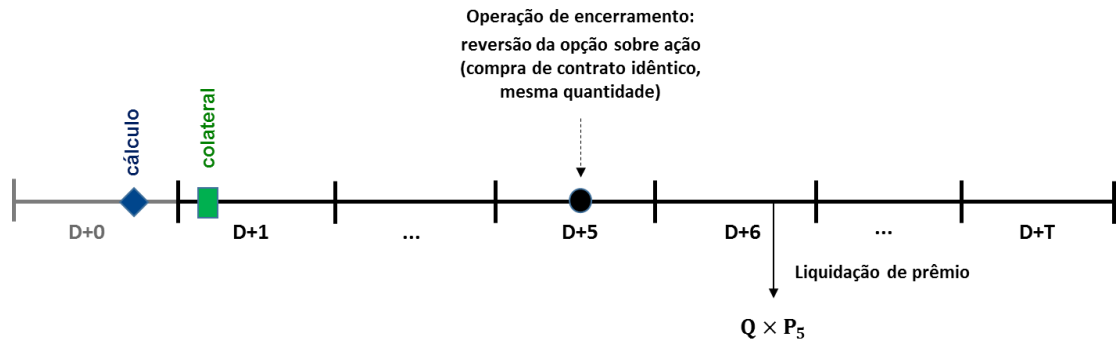 Operação de encerramento:
reversão da opção sobre ação
(compra de contrato idêntico,
mesma quantidade)
cálculo
colateral
D+0
D+1
...
D+5
D+6
...
D+T
Liquidação de prêmio
Q × P₅